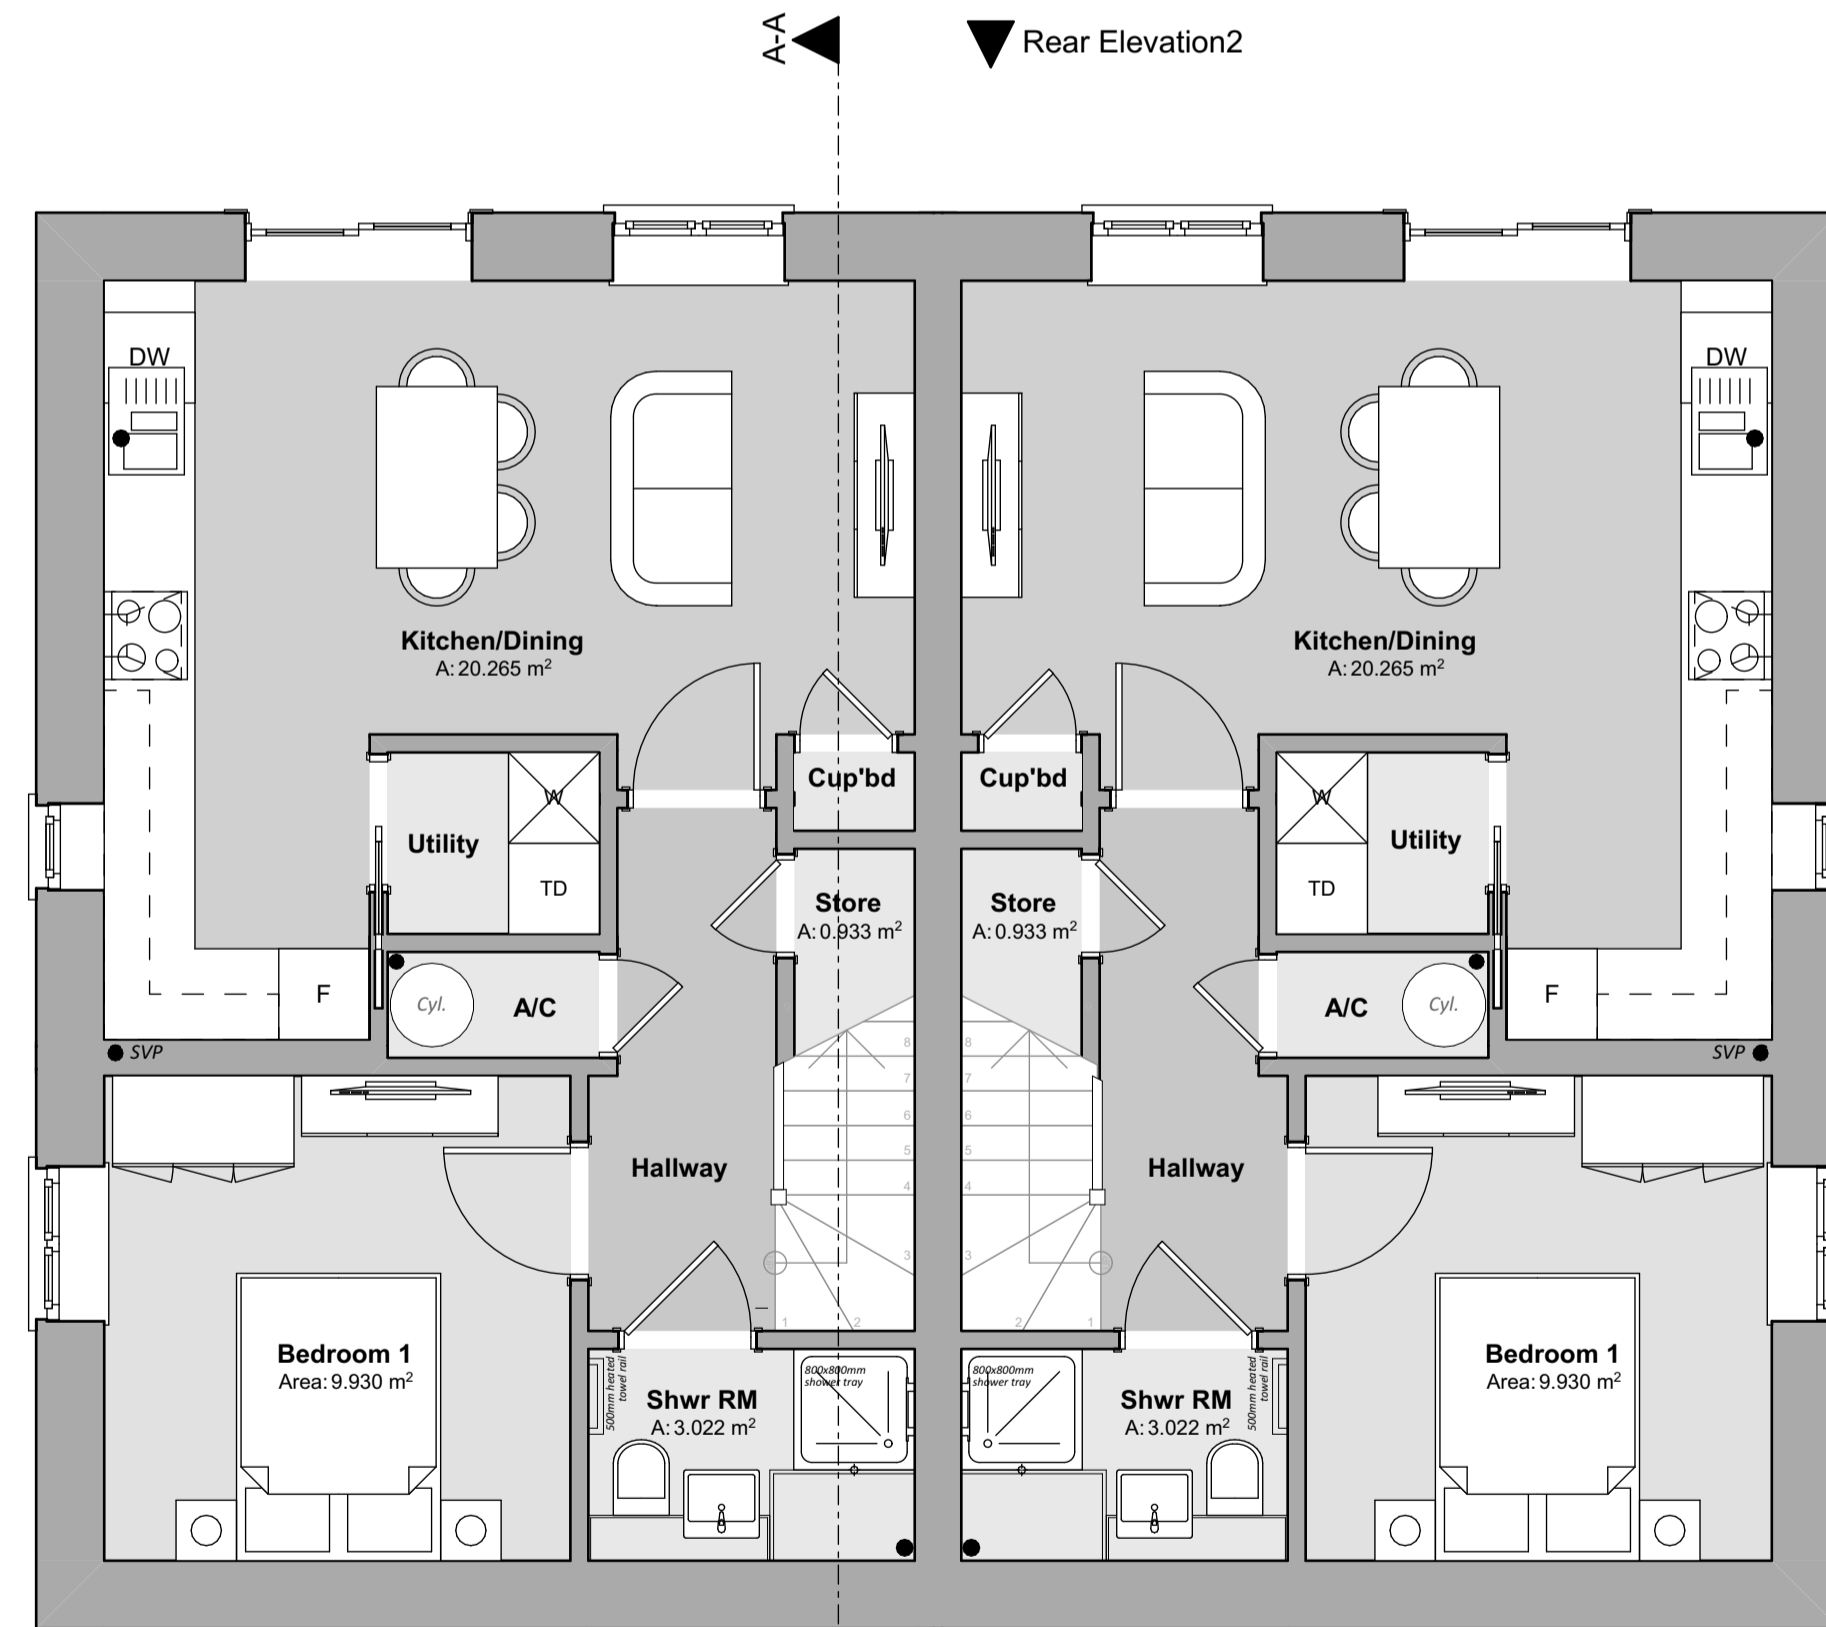 A-A
Rear Elevation2
DW
DW
Kitchen/Dining
A: 20.265 m²
Kitchen/Dining
A: 20.265 m²
Cup'bd
Cup'bd
W
W
Utility
Utility
TD
TD
Store
A: 0.933 m²
Store
A: 0.933 m²
F
Cyl.
A/C
A/C
Cyl.
F
SVP
SVP
8
7
6
5
4
3
2
1
8
7
6
5
4
3
2
1
Hallway
Hallway
Bedroom 1
Area: 9.930 m²
Bedroom 1
Area: 9.930 m²
500mm heated
towel rail
Shwr RM
A: 3.022 m²
800x800mm
shower tray
800x800mm
shower tray
Shwr RM
A: 3.022 m²
500mm heated
towel rail